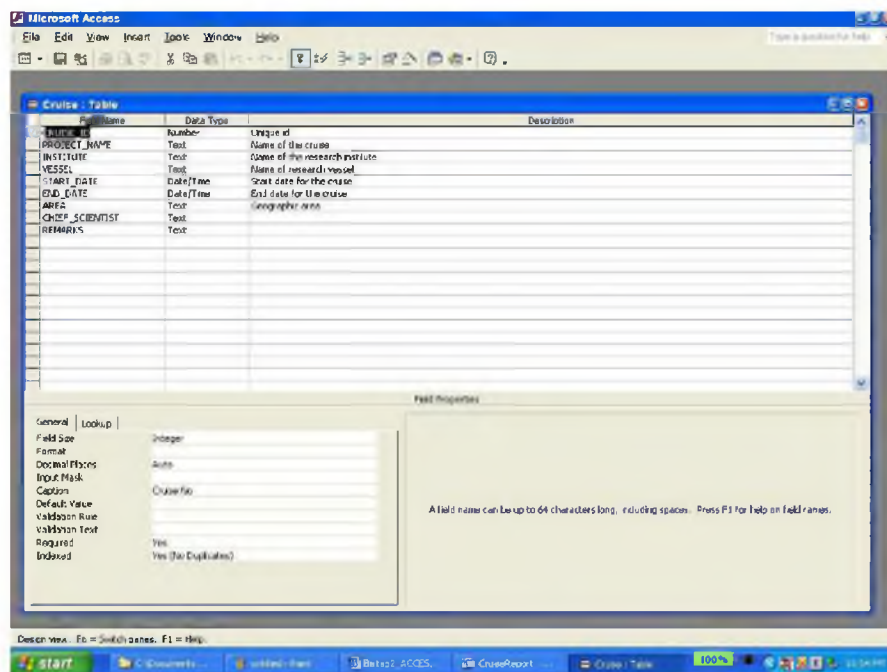 Microsoft Access
File Edit View Insert Tools Window Help
Type a question for help
Cruise : Table
Field Name Data Type Description
CRUISE_ID Number Unique id
PROJECT_NAME Text Name of the cruise
INSTITUTE Text Name of the research institute
VESSEL Text Name of research vessel
START_DATE Date/Time Start date for the cruise
END_DATE Date/Time End date for the cruise
AREA Text Geographic area
CHIEF_SCIENTIST Text
REMARKS Text
Field Properties
General Lookup
Field Size Integer
Format
Decimal Places Auto
Input Mask
Caption Cruise No
Default Value
Validation Rule
Validation Text
Required Yes
Indexed Yes (No Duplicates)
A field name can be up to 64 characters long, including spaces. Press F1 for help on field names.
Design view. F6 = Switch panes. F1 = Help.
start C:\Documents... untitled - Paint CruiseReport ... Cruise : Table 100%